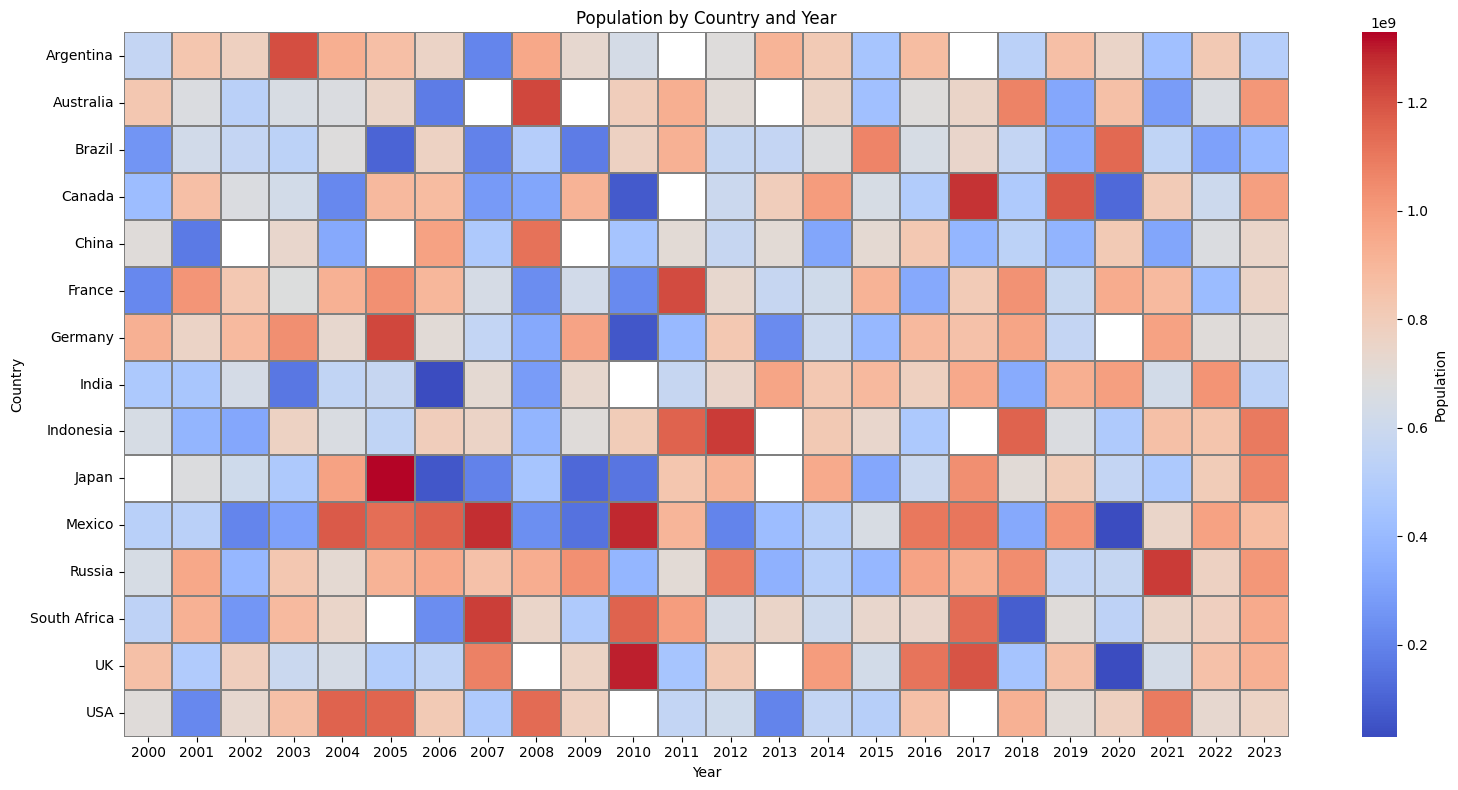 Population by Country and Year
1e9
Argentina
Australia
Brazil
Canada
China
France
Germany
India
Indonesia
Japan
Mexico
Russia
South Africa
UK
USA
Country
2000 2001 2002 2003 2004 2005 2006 2007 2008 2009 2010 2011 2012 2013 2014 2015 2016 2017 2018 2019 2020 2021 2022 2023
Year
1.2
1.0
0.8
0.6
0.4
0.2
Population